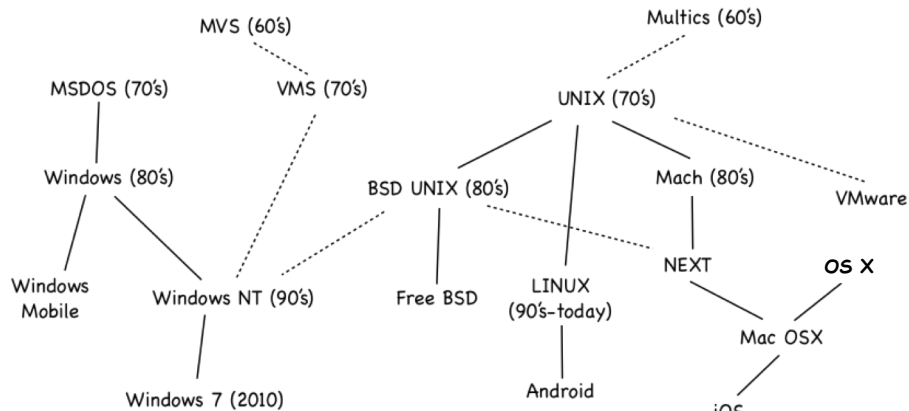 Multics (60's)
MVS (60's)
MSDOS (70's)
VMS (70's)
UNIX (70's)
Windows (80's)
BSD UNIX (80's)
Mach (80's)
VMware
Windows
Mobile
Windows NT (90's)
Free BSD
LINUX
(90's-today)
NEXT
OS X
Mac OSX
Windows 7 (2010)
Android
iOS